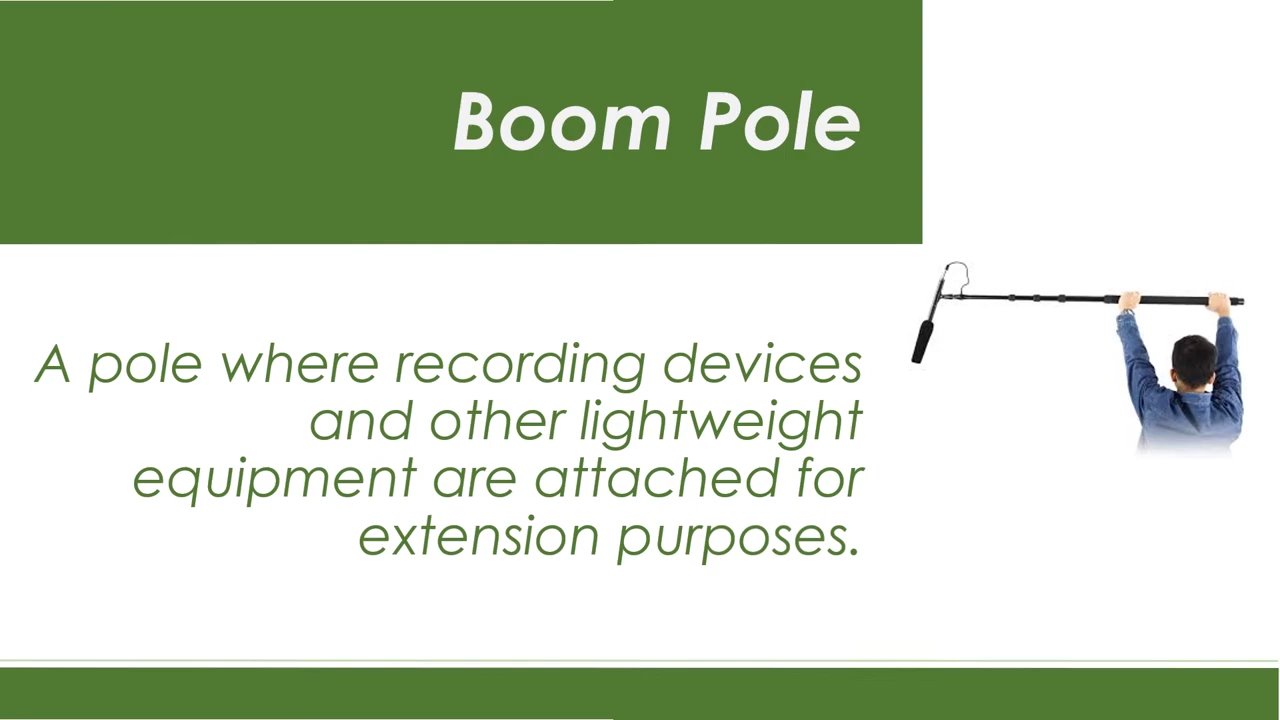 Boom Pole
A pole where recording devices
and other lightweight
equipment are attached for
extension purposes.